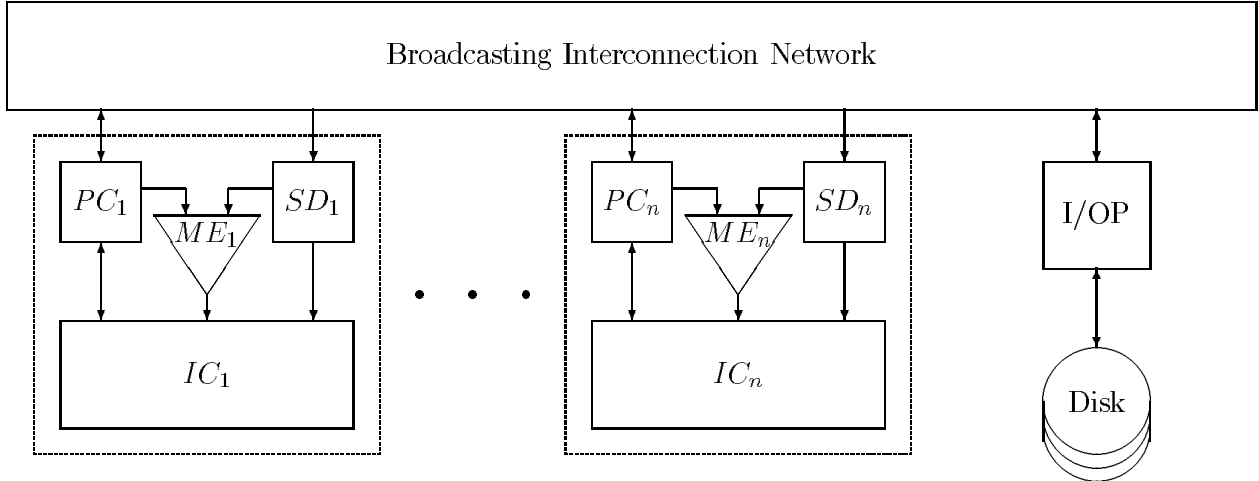 Broadcasting Interconnection Network
PC₁
SD₁
ME₁
IC₁
PCₙ
SDₙ
MEₙ
ICₙ
I/OP
Disk